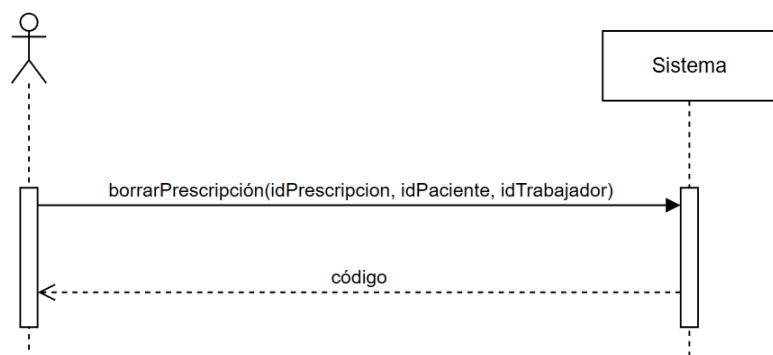 Sistema
borrarPrescripción(idPrescripcion, idPaciente, idTrabajador)
código